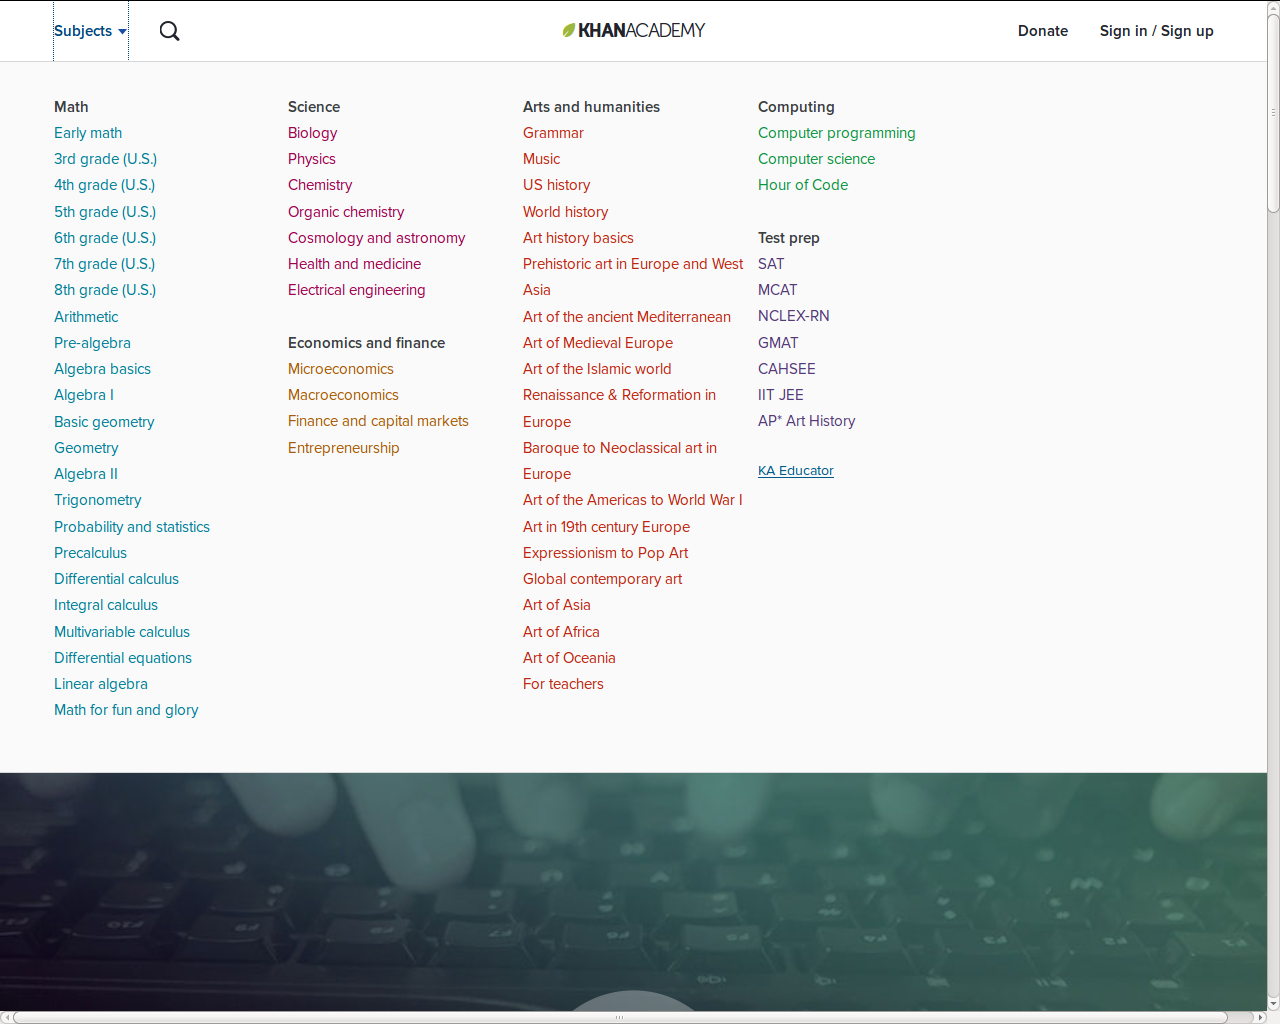 Subjects
KHANACADEMY
Donate
Sign in / Sign up
Math
Early math
3rd grade (U.S.)
4th grade (U.S.)
5th grade (U.S.)
6th grade (U.S.)
7th grade (U.S.)
8th grade (U.S.)
Arithmetic
Pre-algebra
Algebra basics
Algebra I
Basic geometry
Geometry
Algebra II
Trigonometry
Probability and statistics
Precalculus
Differential calculus
Integral calculus
Multivariable calculus
Differential equations
Linear algebra
Math for fun and glory
Science
Biology
Physics
Chemistry
Organic chemistry
Cosmology and astronomy
Health and medicine
Electrical engineering
Economics and finance
Microeconomics
Macroeconomics
Finance and capital markets
Entrepreneurship
Arts and humanities
Grammar
Music
US history
World history
Art history basics
Prehistoric art in Europe and West
Asia
Art of the ancient Mediterranean
Art of Medieval Europe
Art of the Islamic world
Renaissance & Reformation in
Europe
Baroque to Neoclassical art in
Europe
Art of the Americas to World War I
Art in 19th century Europe
Expressionism to Pop Art
Global contemporary art
Art of Asia
Art of Africa
Art of Oceania
For teachers
Computing
Computer programming
Computer science
Hour of Code
Test prep
SAT
MCAT
NCLEX-RN
GMAT
CAHSEE
IIT JEE
AP* Art History
KA Educator